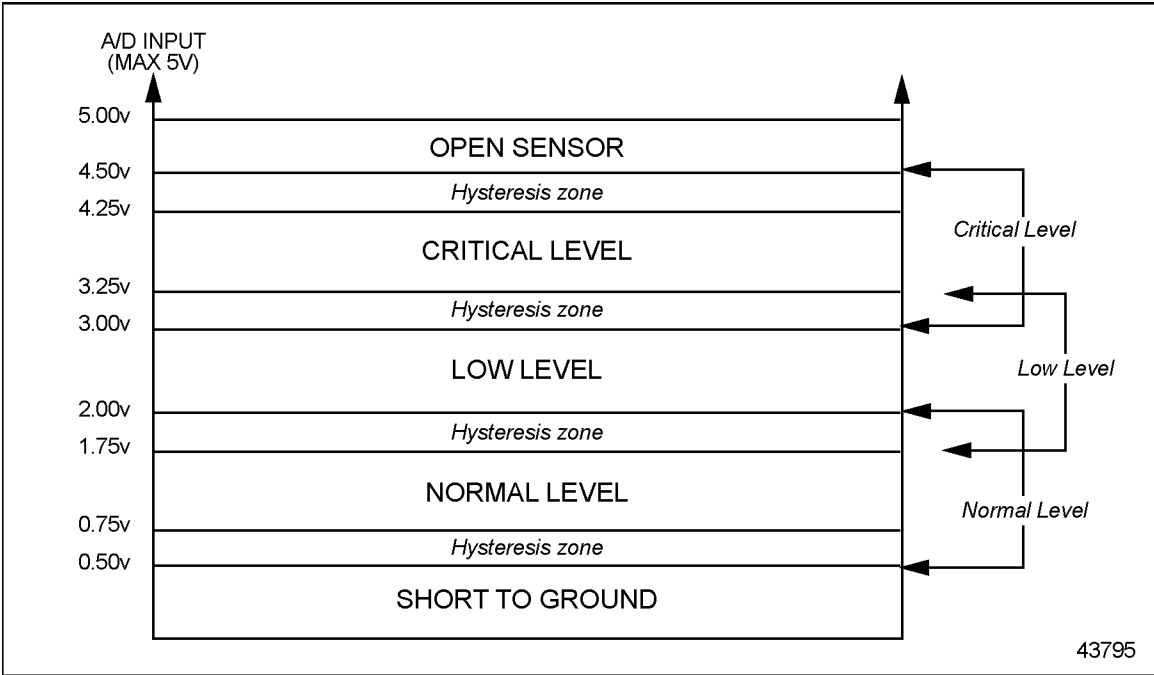 A/D INPUT
(MAX 5V)
5.00v
OPEN SENSOR
4.50v
Hysteresis zone
4.25v
Critical Level
CRITICAL LEVEL
3.25v
Hysteresis zone
3.00v
LOW LEVEL
Low Level
2.00v
Hysteresis zone
1.75v
NORMAL LEVEL
Normal Level
0.75v
Hysteresis zone
0.50v
SHORT TO GROUND
43795